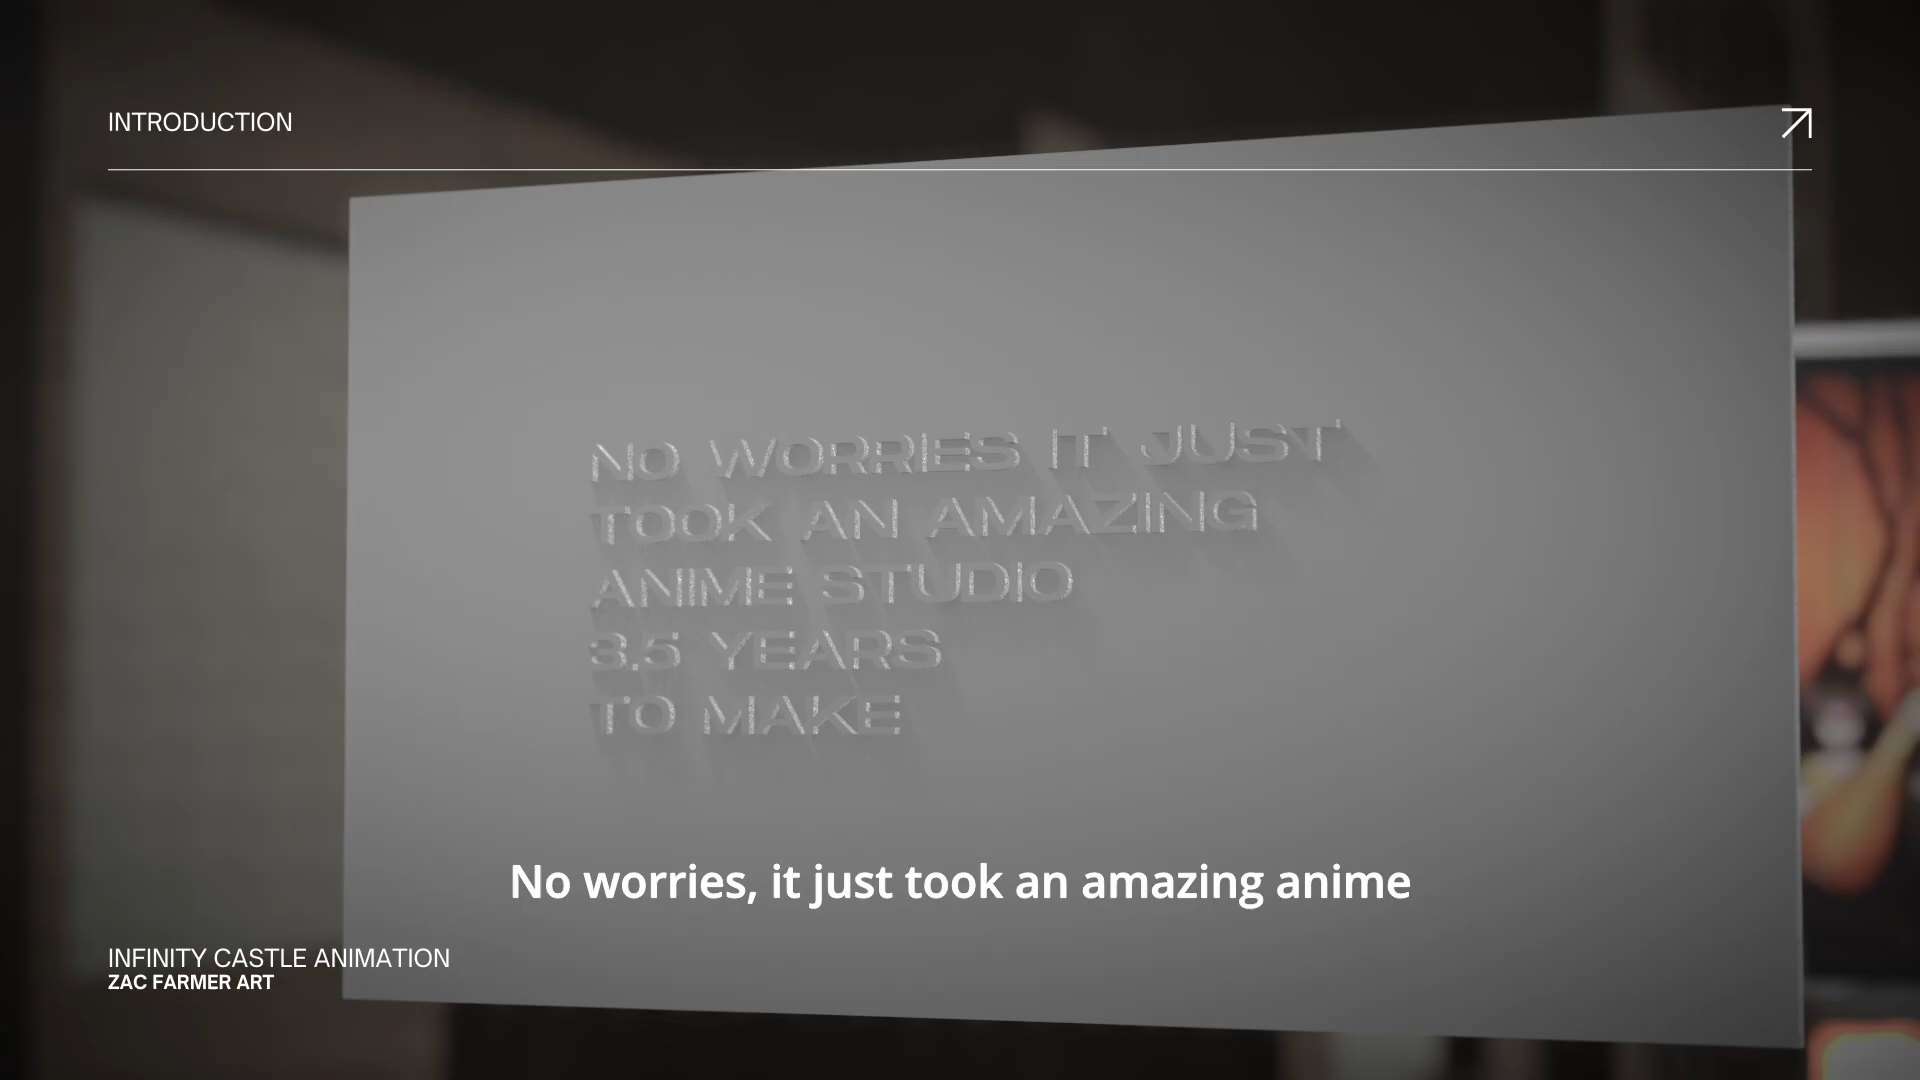 INTRODUCTION
NO WORRIES IT JUST
TOOK AN AMAZING
ANIME STUDIO
3.5 YEARS
TO MAKE
No worries, it just took an amazing anime
INFINITY CASTLE ANIMATION
ZAC FARMER ART